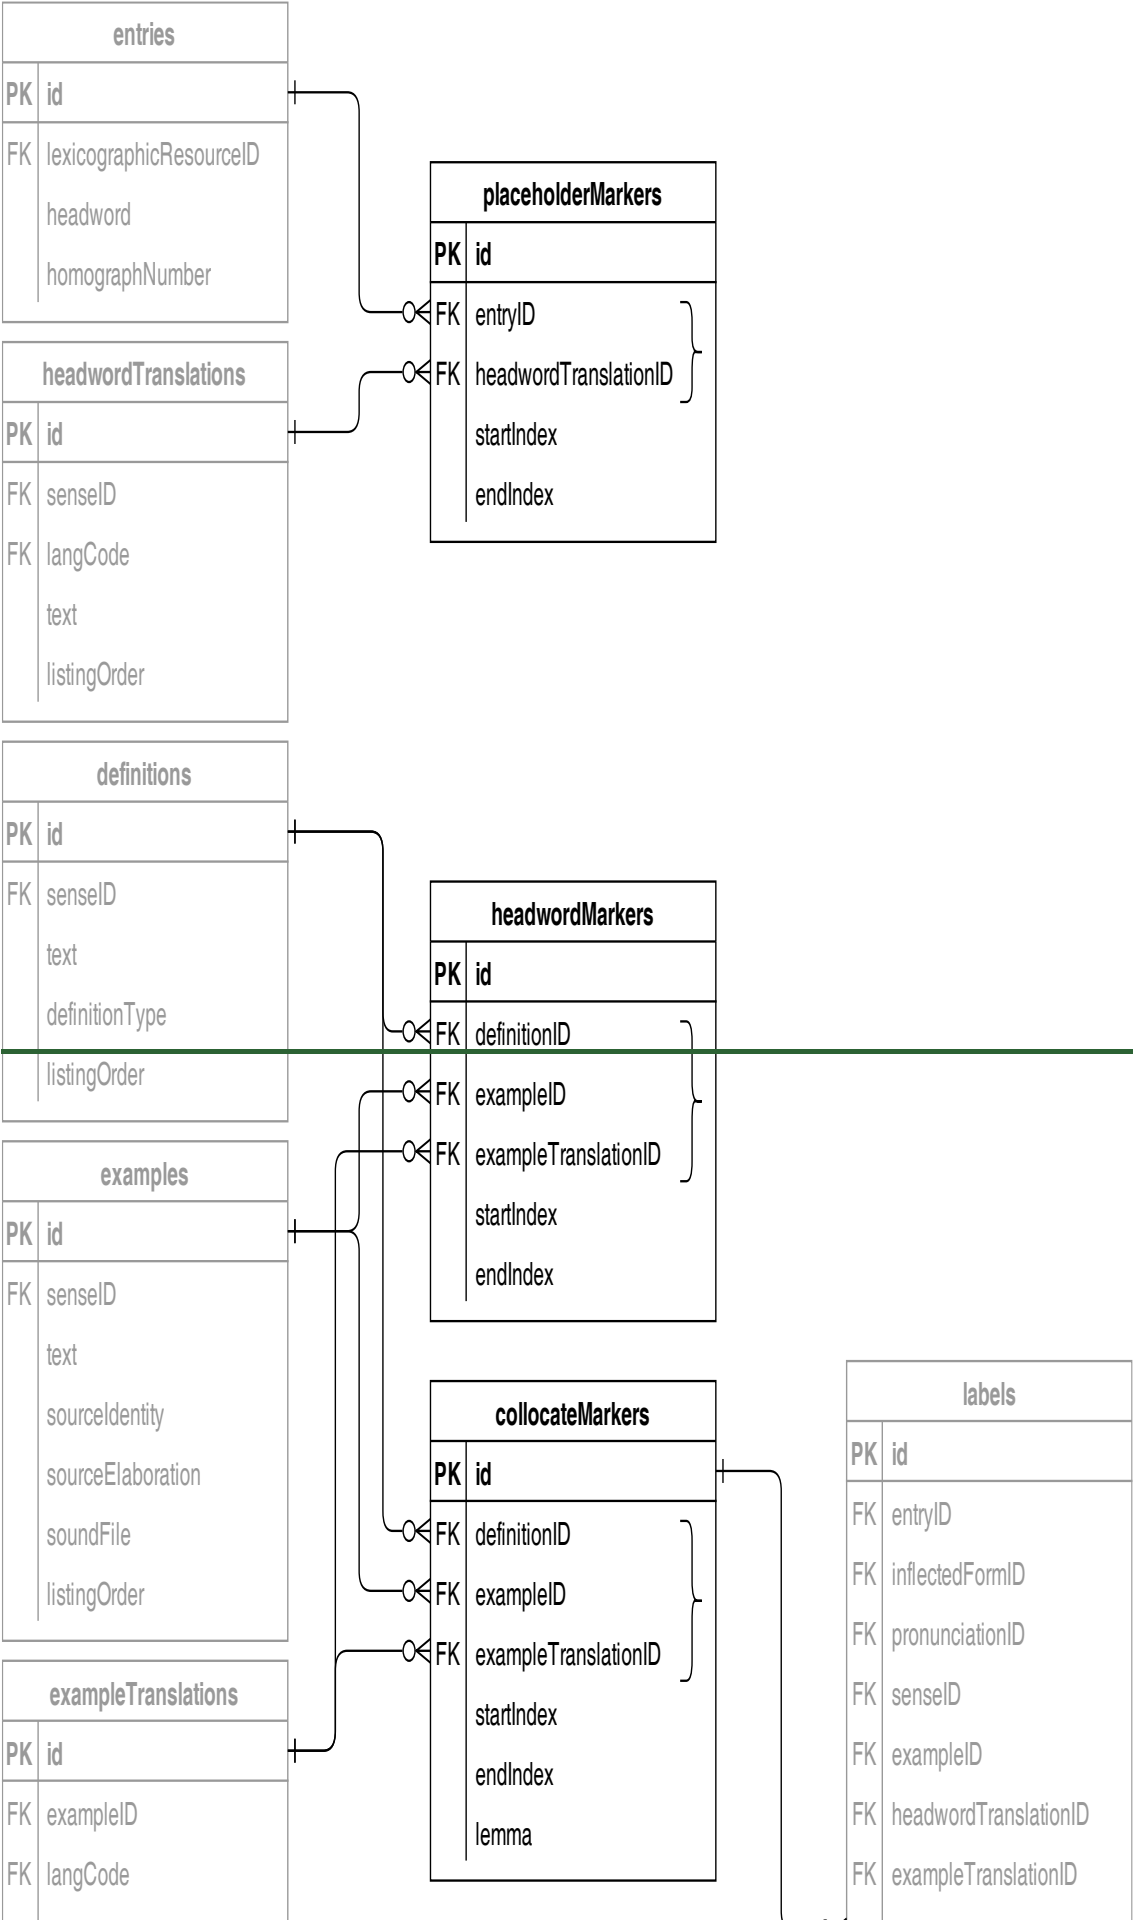 entries
PK id
FK lexicographicResourceID
headword
homographNumber
placeholderMarkers
PK id
FK entryID
FK headwordTranslationID
startIndex
endIndex
headwordTranslations
PK id
FK senseID
FK langCode
text
listingOrder
definitions
PK id
FK senseID
text
definitionType
listingOrder
headwordMarkers
PK id
FK definitionID
FK exampleID
FK exampleTranslationID
startIndex
endIndex
examples
PK id
FK senseID
text
sourceIdentity
sourceElaboration
soundFile
listingOrder
collocateMarkers
PK id
FK definitionID
FK exampleID
FK exampleTranslationID
startIndex
endIndex
lemma
labels
PK id
FK entryID
FK inflectedFormID
FK pronunciationID
FK senseID
FK exampleID
FK headwordTranslationID
FK exampleTranslationID
exampleTranslations
PK id
FK exampleID
FK langCode